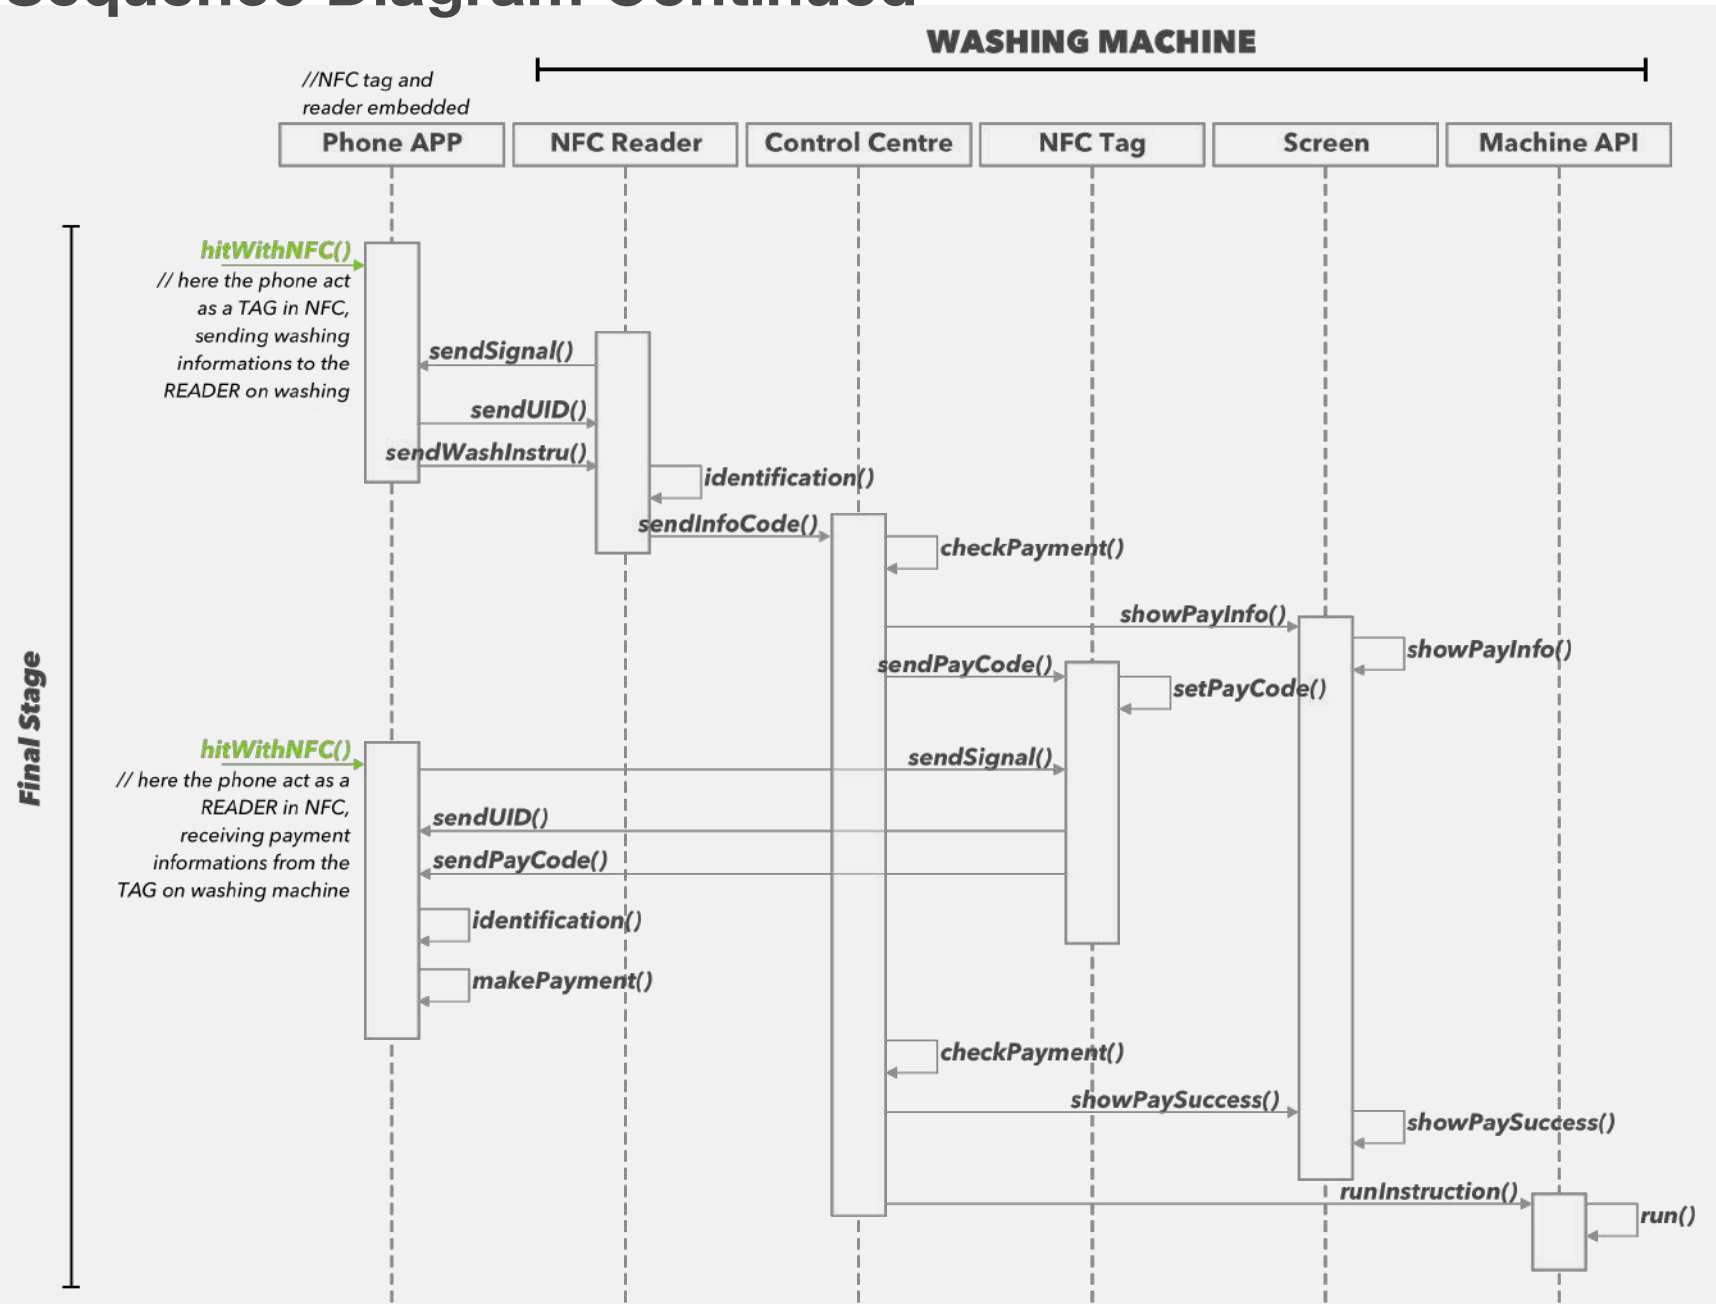 Sequence Diagram Continued
WASHING MACHINE
//NFC tag and
reader embedded
Phone APP
NFC Reader
Control Centre
NFC Tag
Screen
Machine API
Final Stage
hitWithNFC()
// here the phone act
as a TAG in NFC,
sending washing
informations to the
READER on washing
sendSignal()
sendUID()
sendWashInstru()
identification()
sendInfoCode()
checkPayment()
showPayInfo()
showPayInfo()
sendPayCode()
setPayCode()
hitWithNFC()
// here the phone act as a
READER in NFC,
receiving payment
informations from the
TAG on washing machine
sendSignal()
sendUID()
sendPayCode()
identification()
makePayment()
checkPayment()
showPaySuccess()
showPaySuccess()
runInstruction()
run()